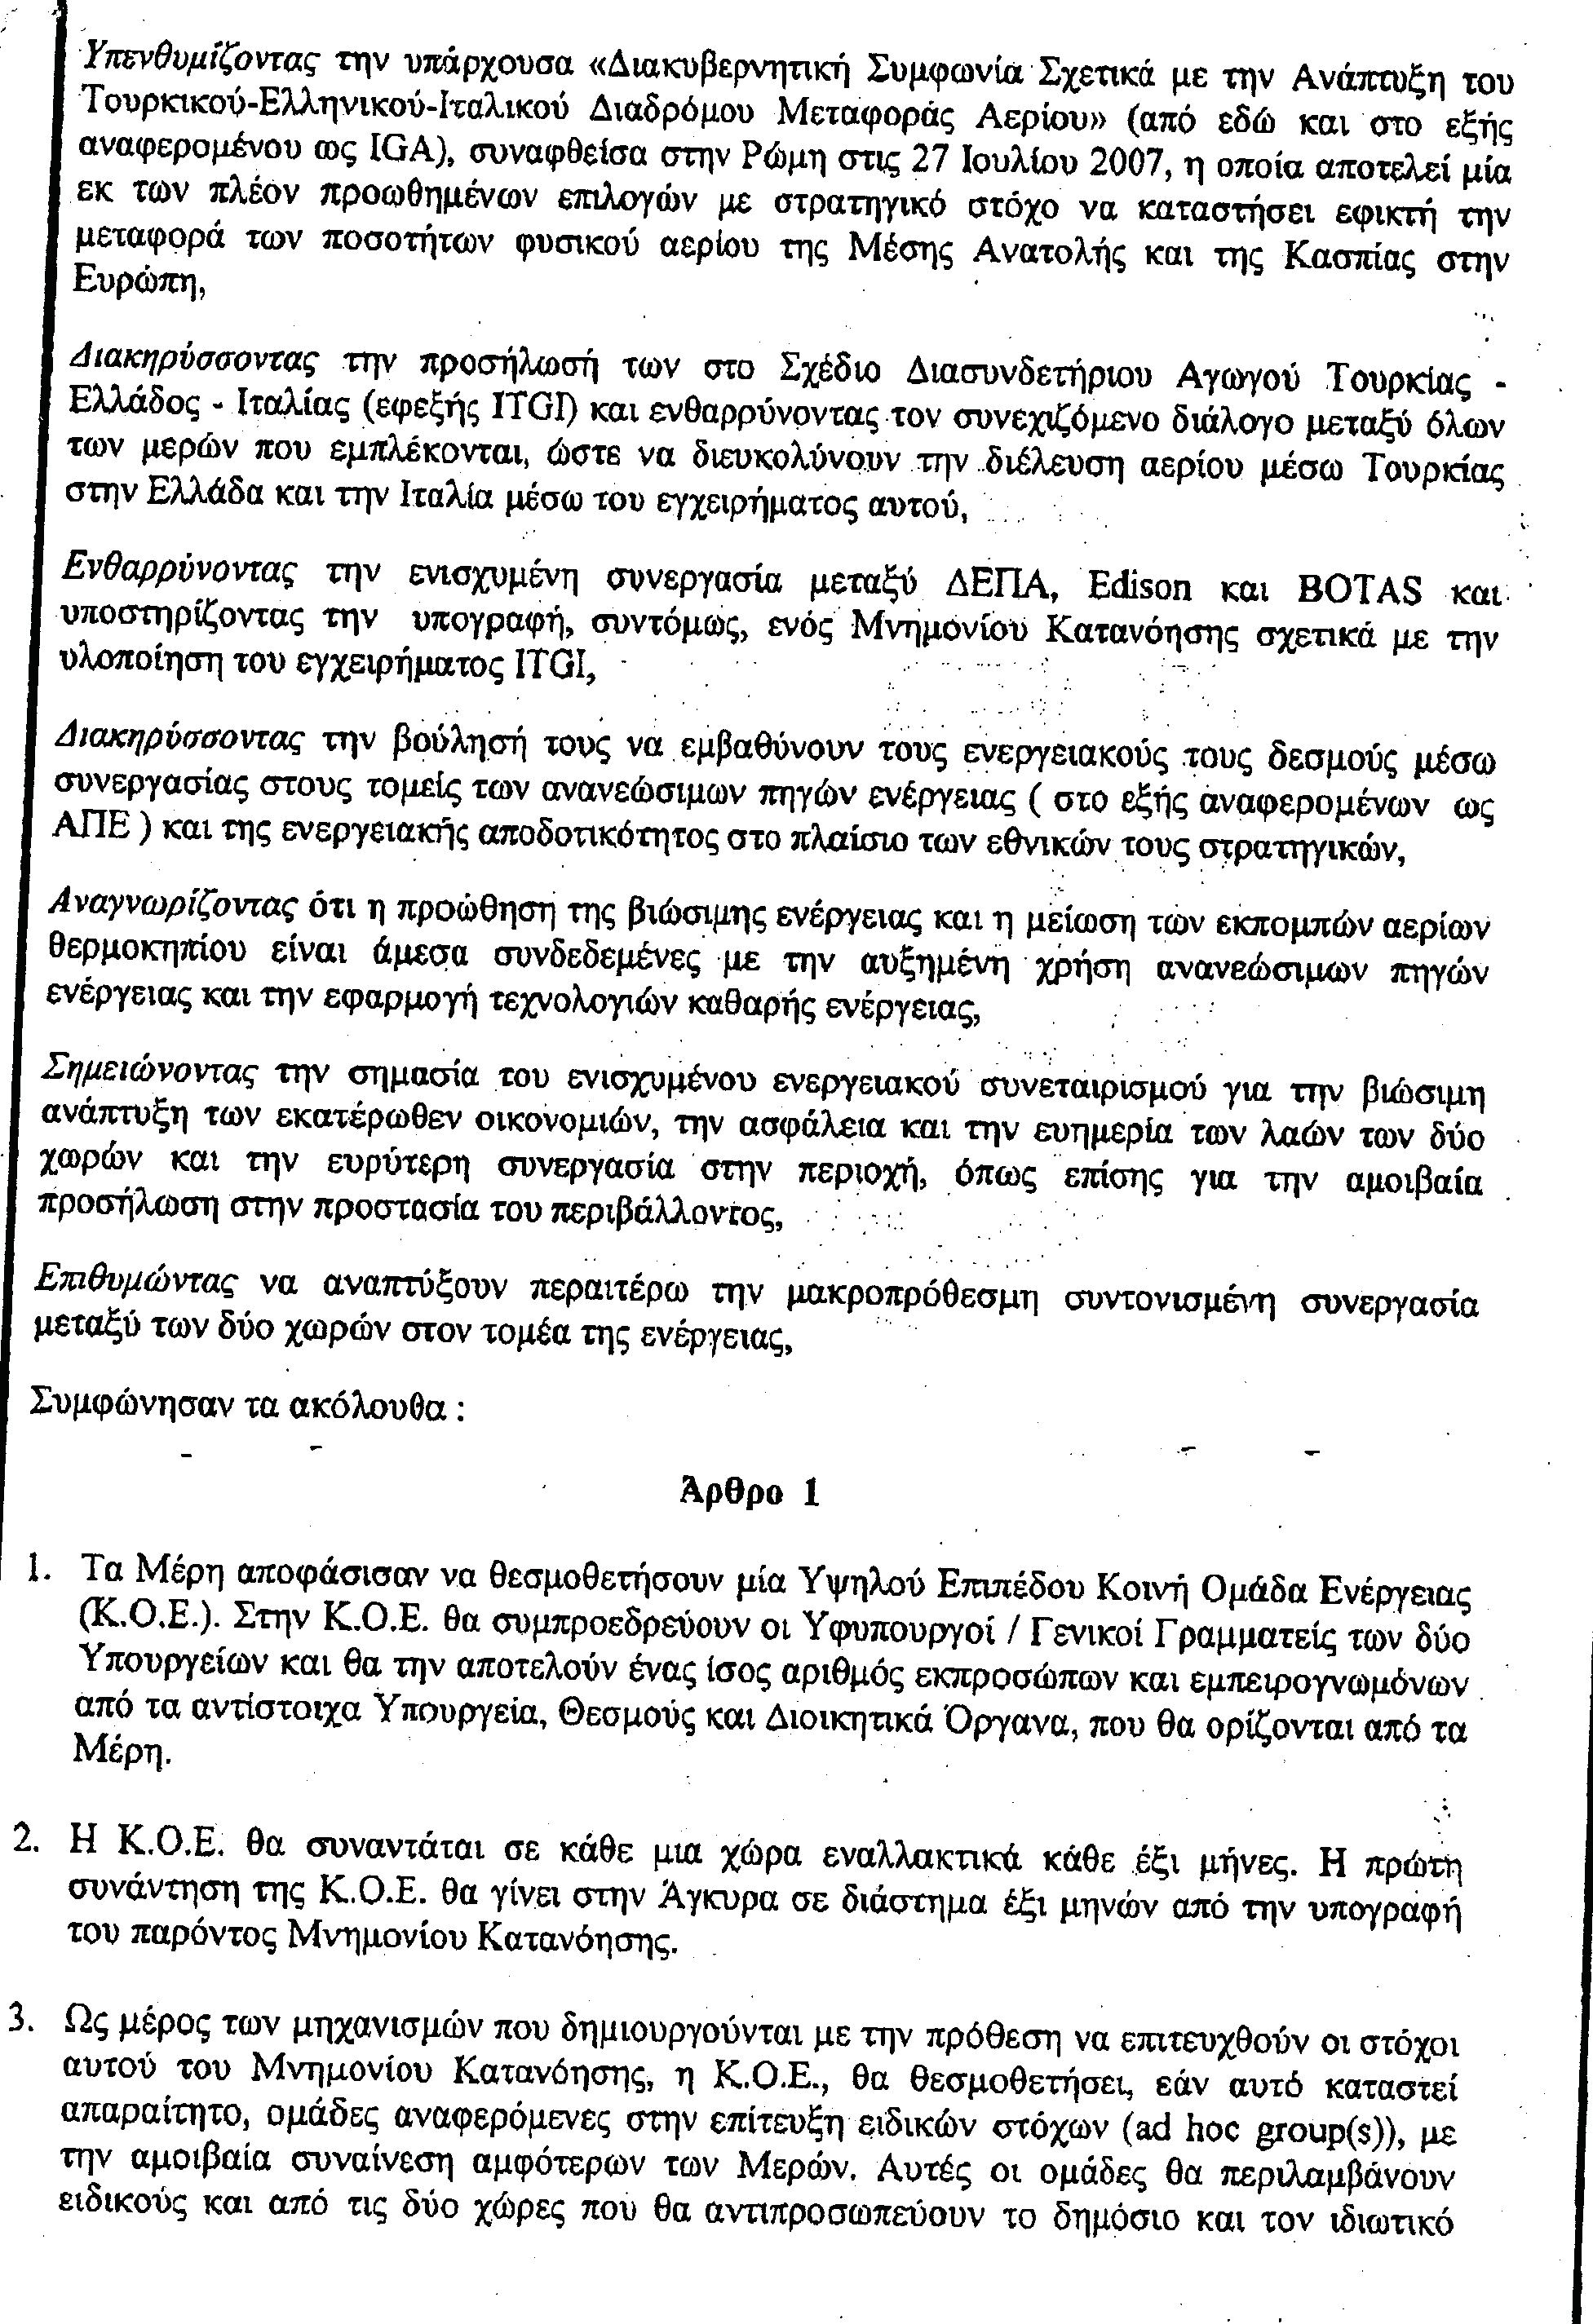 Υπενθυμίζοντας την υπάρχουσα «Διακυβερνητική Συμφωνία Σχετικά με την Ανάπτυξη του
Τουρκικού-Ελληνικού-Ιταλικού Διαδρόμου Μεταφοράς Αερίου» (από εδώ και στο εξής
αναφερομένου ως IGA), συναφθείσα στην Ρώμη στις 27 Ιουλίου 2007, η οποία αποτελεί μία
εκ των πλέον προωθημένων επιλογών με στρατηγικό στόχο να καταστήσει εφικτή την
μεταφορά των ποσοτήτων φυσικού αερίου της Μέσης Ανατολής και της Κασπίας στην
Ευρώπη,
Διακηρύσσοντας την προσήλωσή των στο Σχέδιο Διασυνδετήριου Αγωγού Τουρκίας -
Ελλάδος - Ιταλίας (εφεξής ITGI) και ενθαρρύνοντας τον συνεχιζόμενο διάλογο μεταξύ όλων
των μερών που εμπλέκονται, ώστε να διευκολύνουν την διέλευση αερίου μέσω Τουρκίας
στην Ελλάδα και την Ιταλία μέσω του εγχειρήματος αυτού,
Ενθαρρύνοντας την ενισχυμένη συνεργασία μεταξύ ΔΕΠΑ, Edison και BOTAS και
υποστηρίζοντας την υπογραφή, συντόμως, ενός Μνημονίου Κατανόησης σχετικά με την
υλοποίηση του εγχειρήματος ITGI,
Διακηρύσσοντας την βούλησή τους να εμβαθύνουν τους ενεργειακούς τους δεσμούς μέσω
συνεργασίας στους τομείς των ανανεώσιμων πηγών ενέργειας ( στο εξής αναφερομένων ως
ΑΠΕ ) και της ενεργειακής αποδοτικότητος στο πλαίσιο των εθνικών τους στρατηγικών,
Αναγνωρίζοντας ότι η προώθηση της βιώσιμης ενέργειας και η μείωση των εκπομπών αερίων
θερμοκηπίου είναι άμεσα συνδεδεμένες με την αυξημένη χρήση ανανεώσιμων πηγών
ενέργειας και την εφαρμογή τεχνολογιών καθαρής ενέργειας,
Σημειώνοντας την σημασία του ενισχυμένου ενεργειακού συνεταιρισμού για την βιώσιμη
ανάπτυξη των εκατέρωθεν οικονομιών, την ασφάλεια και την ευημερία των λαών των δύο
χωρών και την ευρύτερη συνεργασία στην περιοχή, όπως επίσης για την αμοιβαία
προσήλωση στην προστασία του περιβάλλοντος,
Επιθυμώντας να αναπτύξουν περαιτέρω την μακροπρόθεσμη συντονισμένη συνεργασία
μεταξύ των δύο χωρών στον τομέα της ενέργειας,
Συμφώνησαν τα ακόλουθα :
Άρθρο 1
1. Τα Μέρη αποφάσισαν να θεσμοθετήσουν μία Υψηλού Επιπέδου Κοινή Ομάδα Ενέργειας
(Κ.Ο.Ε.). Στην Κ.Ο.Ε. θα συμπροεδρεύουν οι Υφυπουργοί / Γενικοί Γραμματείς των δύο
Υπουργείων και θα την αποτελούν ένας ίσος αριθμός εκπροσώπων και εμπειρογνωμόνων
από τα αντίστοιχα Υπουργεία, Θεσμούς και Διοικητικά Όργανα, που θα ορίζονται από τα
Μέρη.
2. Η Κ.Ο.Ε. θα συναντάται σε κάθε μια χώρα εναλλακτικά κάθε έξι μήνες. Η πρώτη
συνάντηση της Κ.Ο.Ε. θα γίνει στην Άγκυρα σε διάστημα έξι μηνών από την υπογραφή
του παρόντος Μνημονίου Κατανόησης.
3. Ως μέρος των μηχανισμών που δημιουργούνται με την πρόθεση να επιτευχθούν οι στόχοι
αυτού του Μνημονίου Κατανόησης, η Κ.Ο.Ε., θα θεσμοθετήσει, εάν αυτό καταστεί
απαραίτητο, ομάδες αναφερόμενες στην επίτευξη ειδικών στόχων (ad hoc group(s)), με
την αμοιβαία συναίνεση αμφότερων των Μερών. Αυτές οι ομάδες θα περιλαμβάνουν
ειδικούς και από τις δύο χώρες που θα αντιπροσωπεύουν το δημόσιο και τον ιδιωτικό